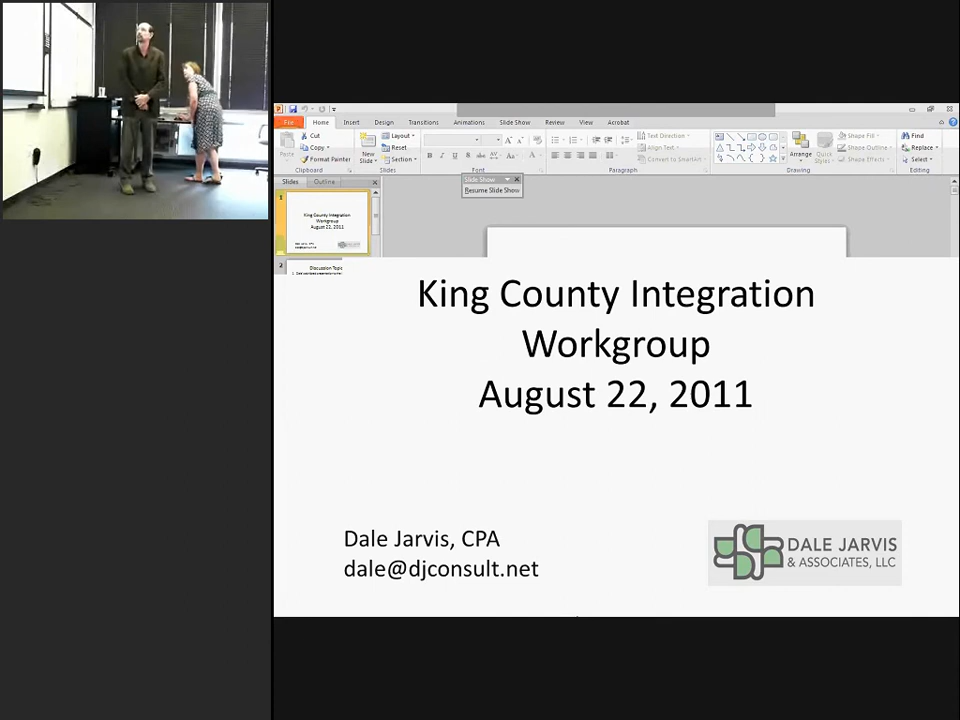 File Home Insert Design Transitions Animations Slide Show Review View Acrobat
Paste
Cut
Copy
Format Painter
Clipboard
New
Slide
Layout
Reset
Section
Slides
Font
Paragraph
Text Direction
Align Text
Convert to SmartArt
Arrange
Quick
Styles
Shape Fill
Shape Outline
Shape Effects
Drawing
Find
Replace
Select
Editing
Slides Outline
Slide Show
Resume Slide Show
1
King County Integration
Workgroup
August 22, 2011
2
Discussion Topic
King County Integration
Workgroup
August 22, 2011
Dale Jarvis, CPA
dale@djconsult.net
DALE JARVIS
& ASSOCIATES, LLC